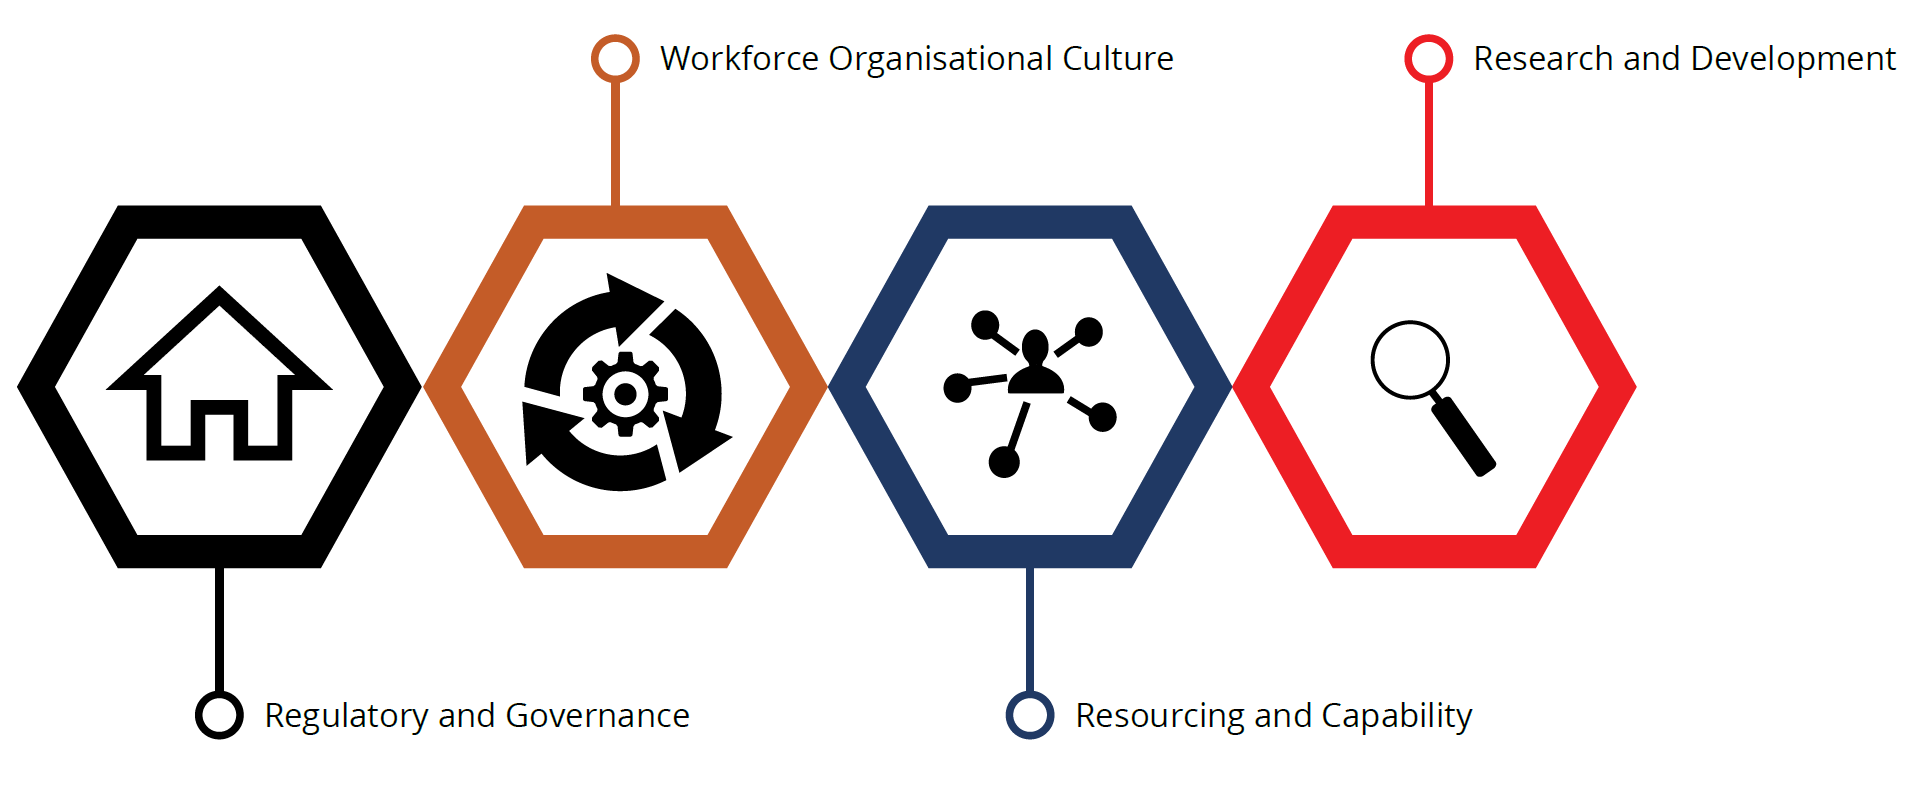 Workforce Organisational Culture
Research and Development
Regulatory and Governance
Resourcing and Capability